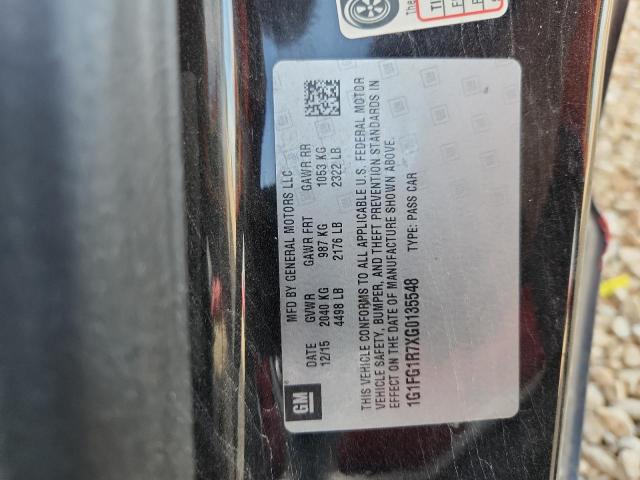 MFD BY GENERAL MOTORS LLC
DATE GVWR GAWR FRT GAWR RR
12/15 2040 KG 987 KG 1053 KG
4498 LB 2176 LB 2322 LB
GM
THIS VEHICLE CONFORMS TO ALL APPLICABLE U.S. FEDERAL MOTOR
VEHICLE SAFETY, BUMPER, AND THEFT PREVENTION STANDARDS IN
EFFECT ON THE DATE OF MANUFACTURE SHOWN ABOVE.
1G1FG1R7XG0135548 TYPE: PASS CAR
The